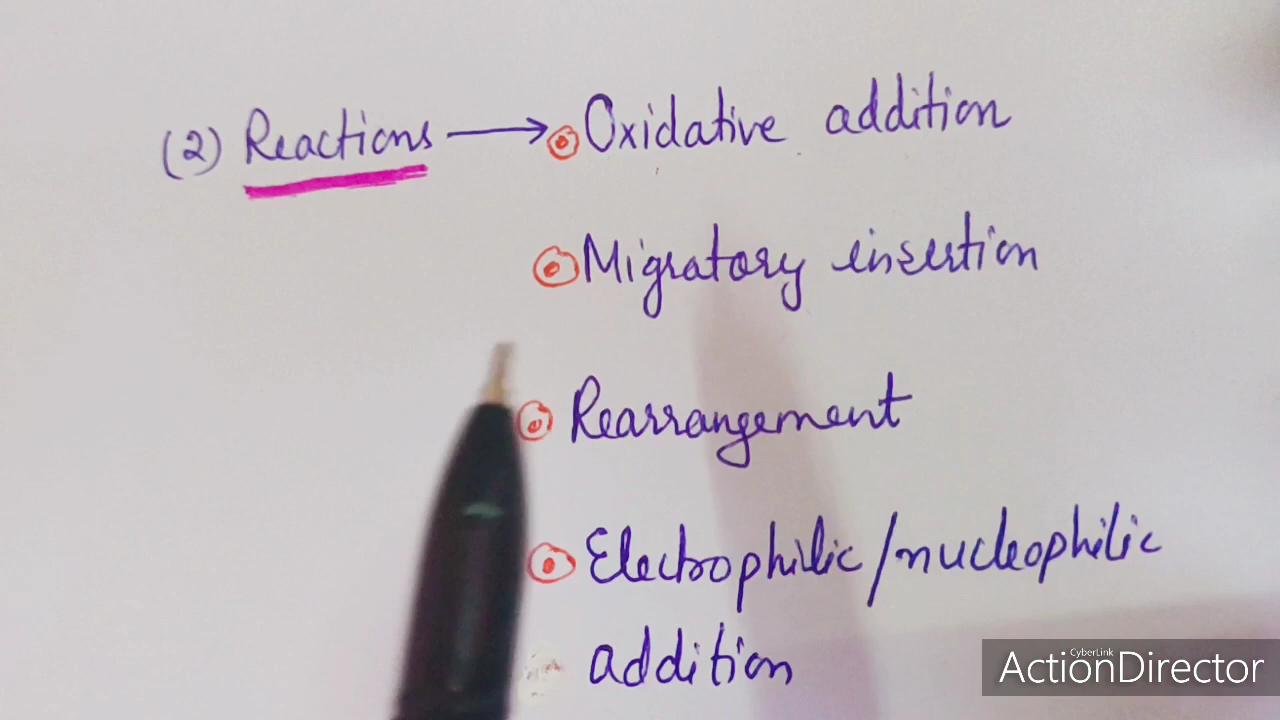 (2) Reactions → Oxidative addition
Migratory insertion
Rearrangement
Electrophilic/nucleophilic
addition
CyberLink
ActionDirector